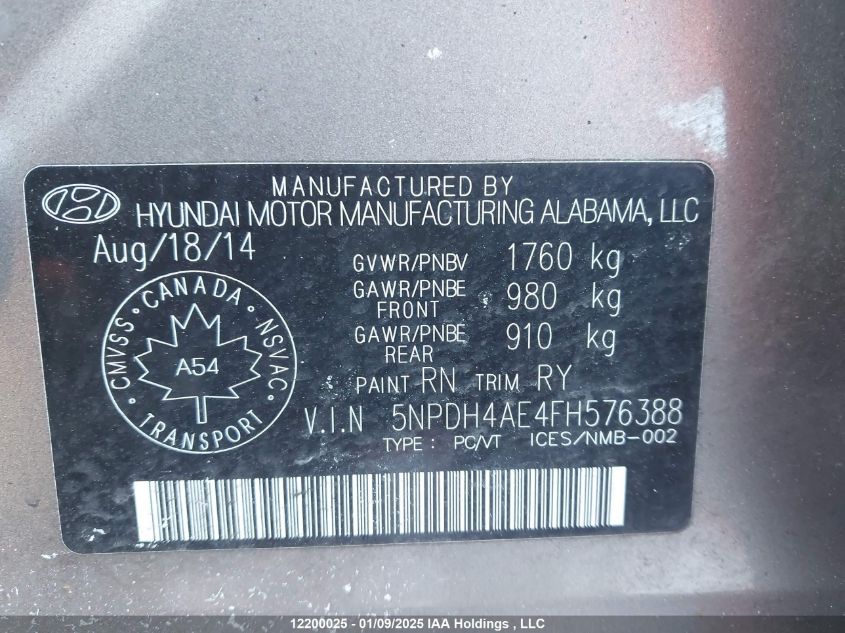 MANUFACTURED BY
HYUNDAI MOTOR MANUFACTURING ALABAMA, LLC
Aug/18/14
GVWR/PNBV 1760 kg
GAWR/PNBE FRONT 980 kg
GAWR/PNBE REAR 910 kg
PAINT RN TRIM RY
V.I.N 5NPDH4AE4FH576388
TYPE : PC/VT ICES/NMB-002
CMVSS · CANADA · NSVAC · TRANSPORT ·
A54
12200025 - 01/09/2025 IAA Holdings , LLC